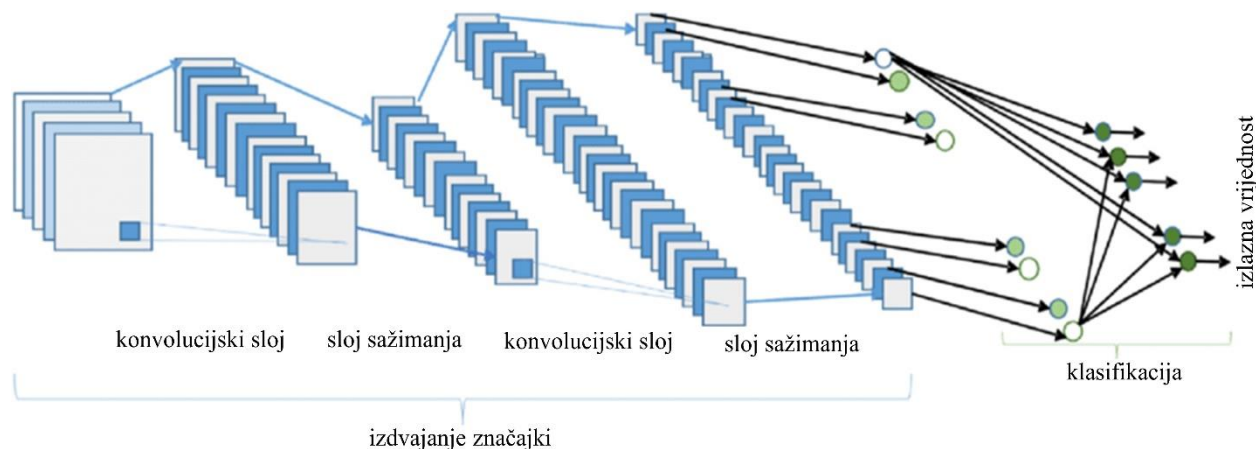 konvolucijski sloj
sloj sažimanja
konvolucijski sloj
sloj sažimanja
klasifikacija
izdvajanje značajki
izlazna vrijednost